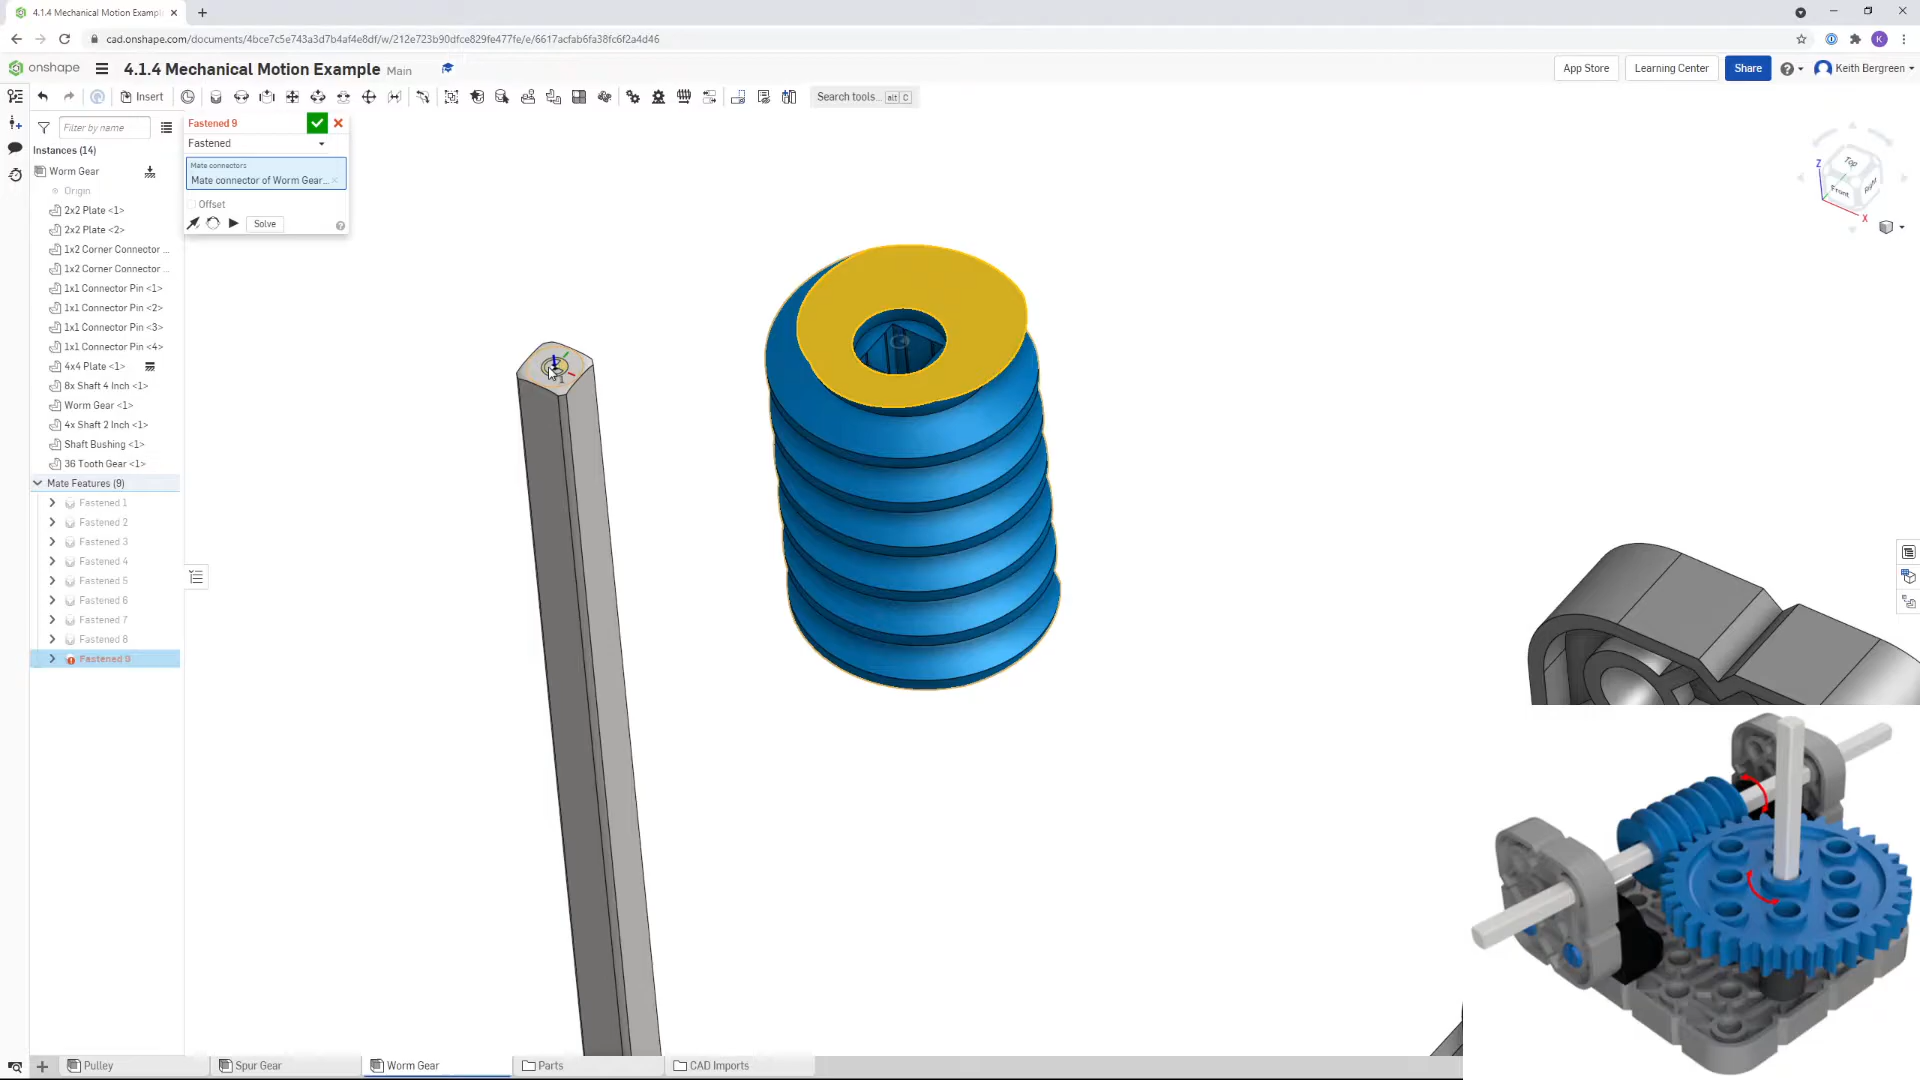 4.1.4 Mechanical Motion Exampl
cad.onshape.com/documents/4bce7c5e743a3d7b4af4e8df/w/212e723b90dfce829fe477fe/e/6617acfab6fa38fc6f2a4d46
K
onshape
4.1.4 Mechanical Motion Example Main
App Store
Learning Center
Share
Keith Bergreen
Insert
Search tools... alt C
Filter by name
Instances (14)
Worm Gear
Origin
2x2 Plate <1>
2x2 Plate <2>
1x2 Corner Connector ...
1x2 Corner Connector ...
1x1 Connector Pin <1>
1x1 Connector Pin <2>
1x1 Connector Pin <3>
1x1 Connector Pin <4>
4x4 Plate <1>
8x Shaft 4 Inch <1>
Worm Gear <1>
4x Shaft 2 Inch <1>
Shaft Bushing <1>
36 Tooth Gear <1>
Mate Features (9)
Fastened 1
Fastened 2
Fastened 3
Fastened 4
Fastened 5
Fastened 6
Fastened 7
Fastened 8
Fastened 9
Fastened 9
Fastened
Mate connectors
Mate connector of Worm Gear...
Offset
Solve
Top
Front
Right
Z
X
Pulley
Spur Gear
Worm Gear
Parts
CAD Imports